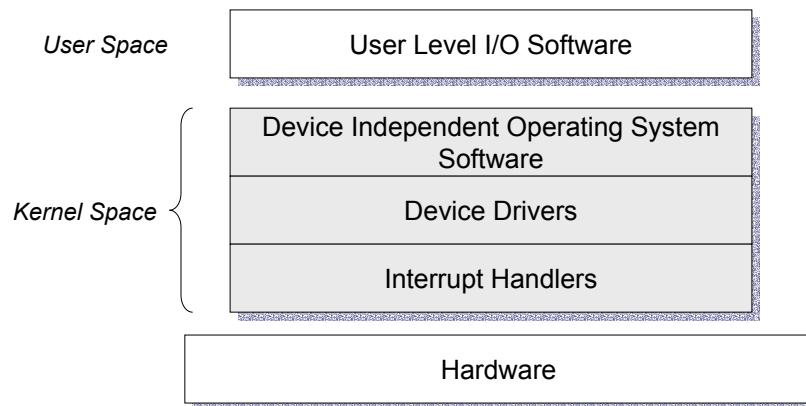 User Space
User Level I/O Software
Device Independent Operating System
Software
Kernel Space
Device Drivers
Interrupt Handlers
Hardware